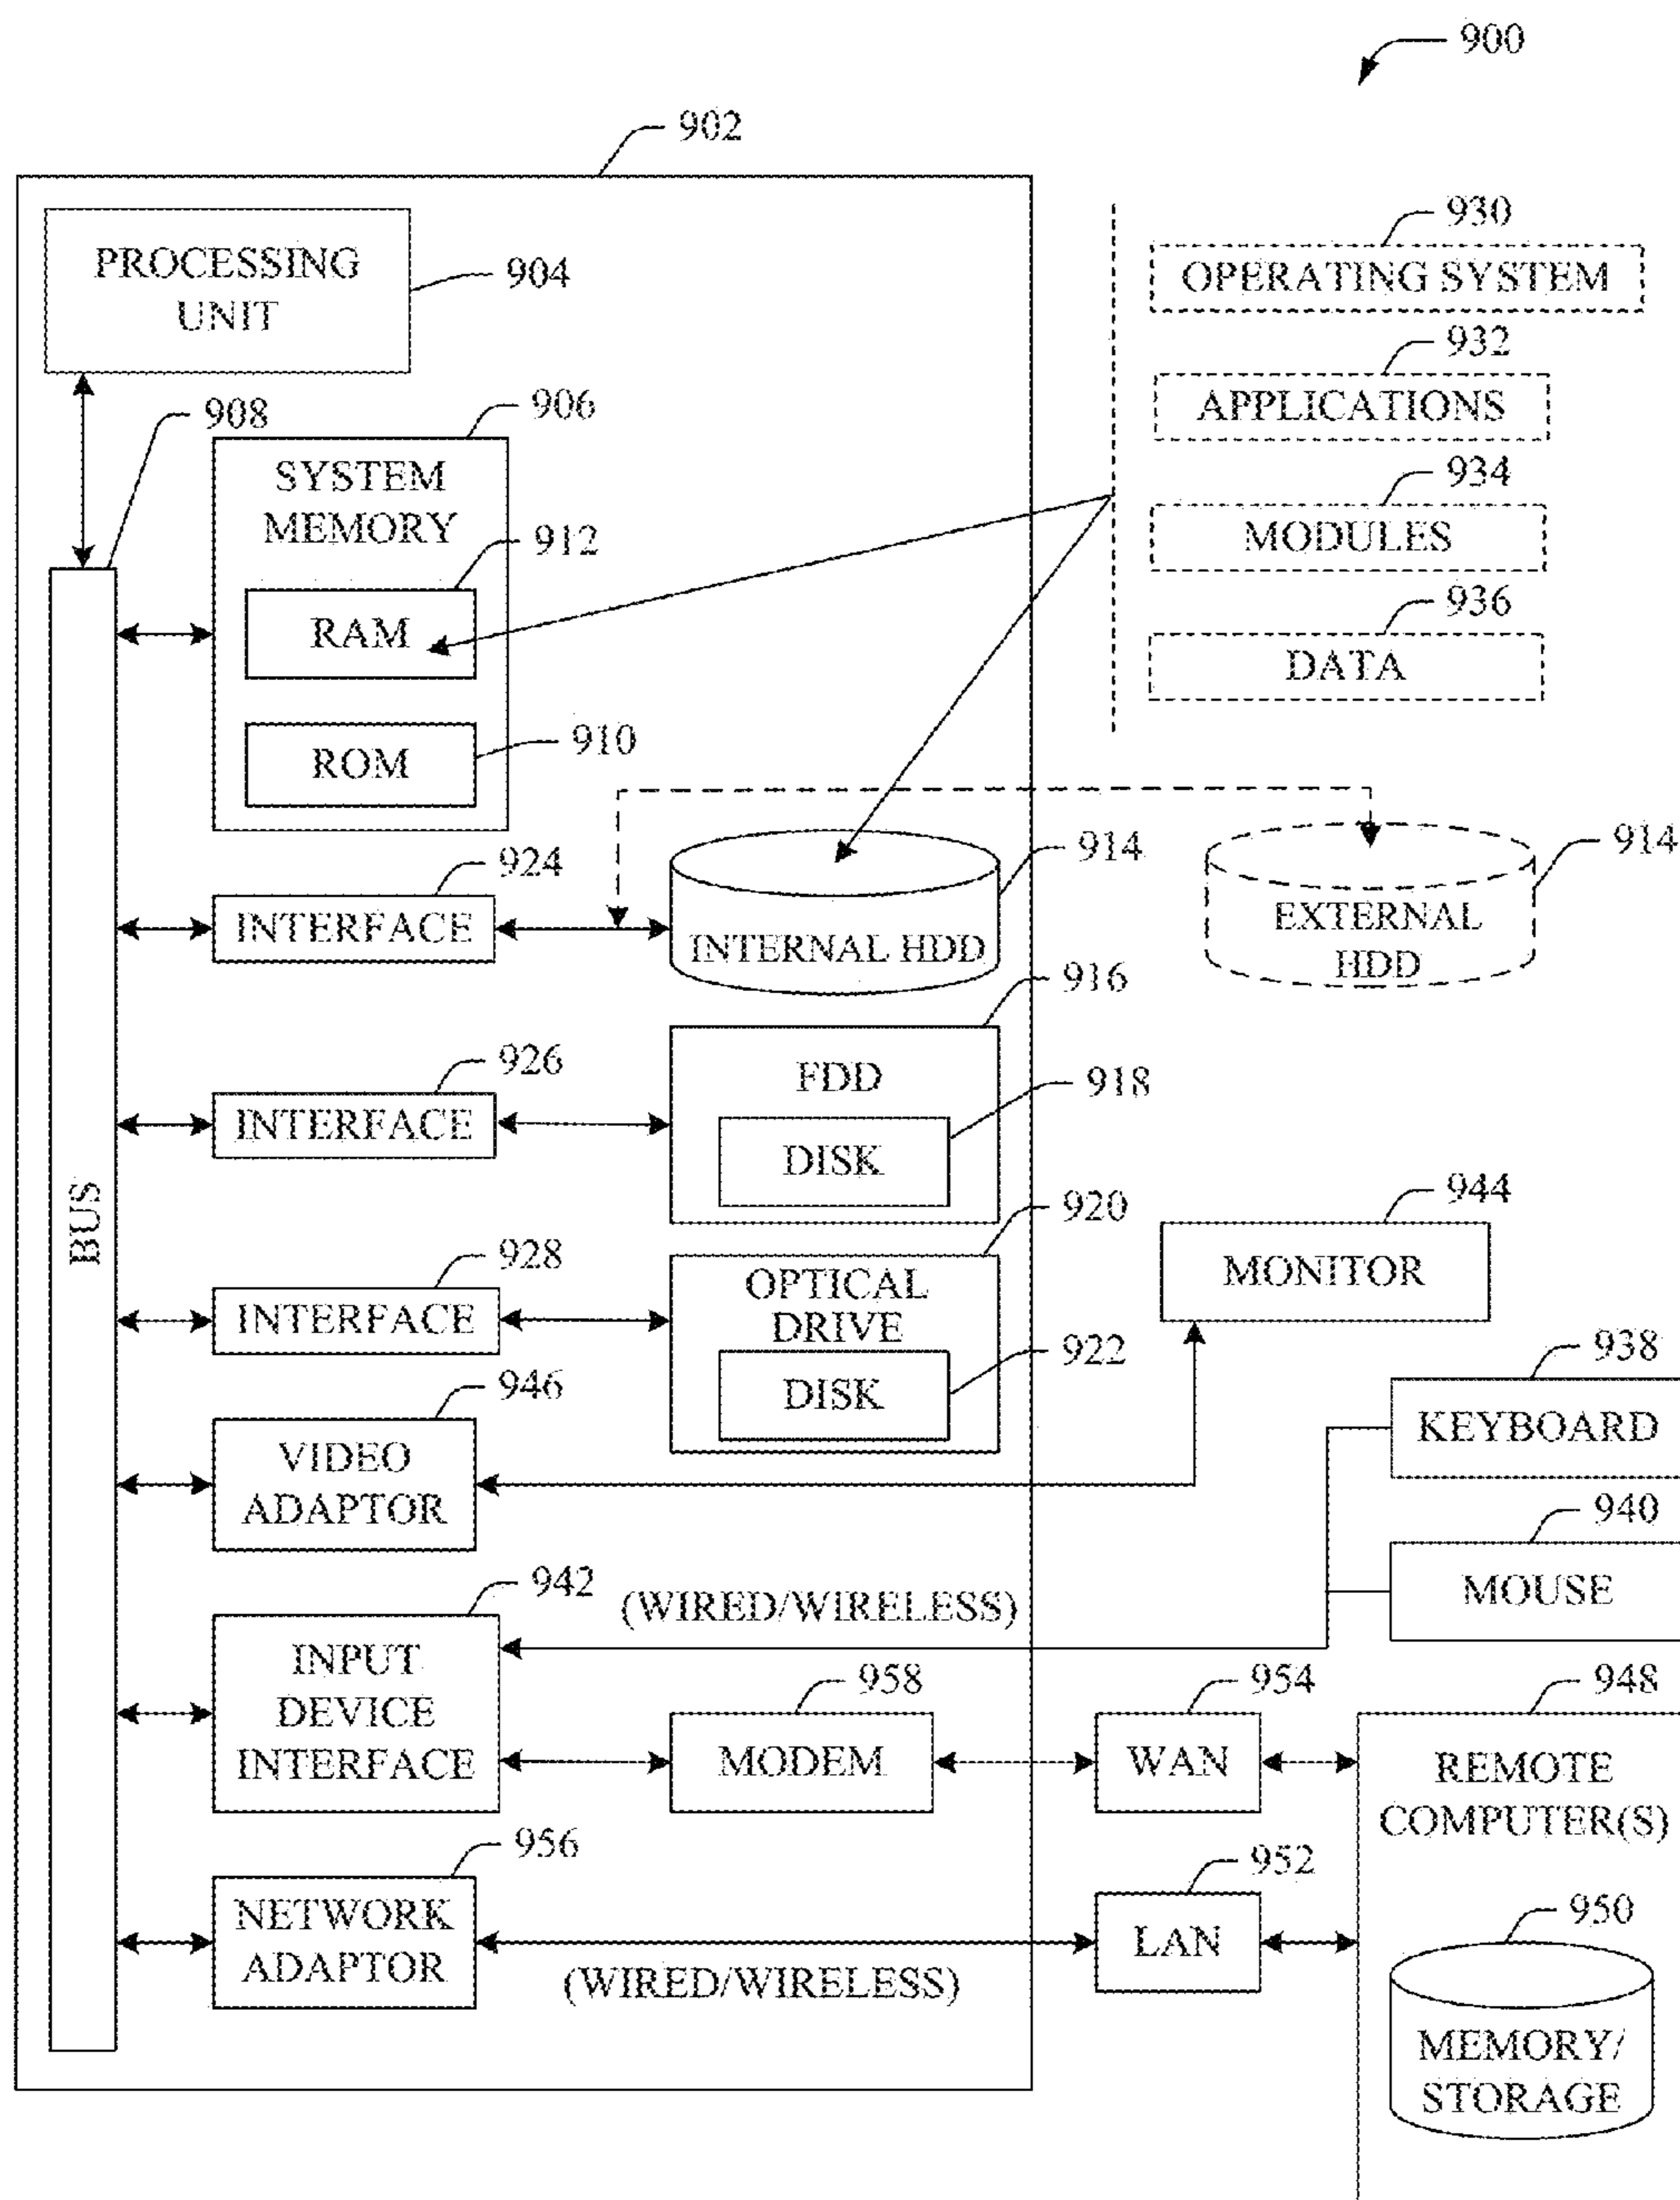 900
902
PROCESSING
UNIT
904
908
906
SYSTEM
MEMORY
912
RAM
910
ROM
930
OPERATING SYSTEM
932
APPLICATIONS
934
MODULES
936
DATA
924
INTERFACE
914
INTERNAL HDD
914
EXTERNAL
HDD
926
INTERFACE
916
FDD
918
DISK
BUS
928
INTERFACE
920
OPTICAL
DRIVE
922
DISK
944
MONITOR
946
VIDEO
ADAPTOR
938
KEYBOARD
940
MOUSE
942
INPUT
DEVICE
INTERFACE
(WIRED/WIRELESS)
958
MODEM
954
WAN
948
REMOTE
COMPUTER(S)
956
NETWORK
ADAPTOR
(WIRED/WIRELESS)
952
LAN
950
MEMORY/
STORAGE